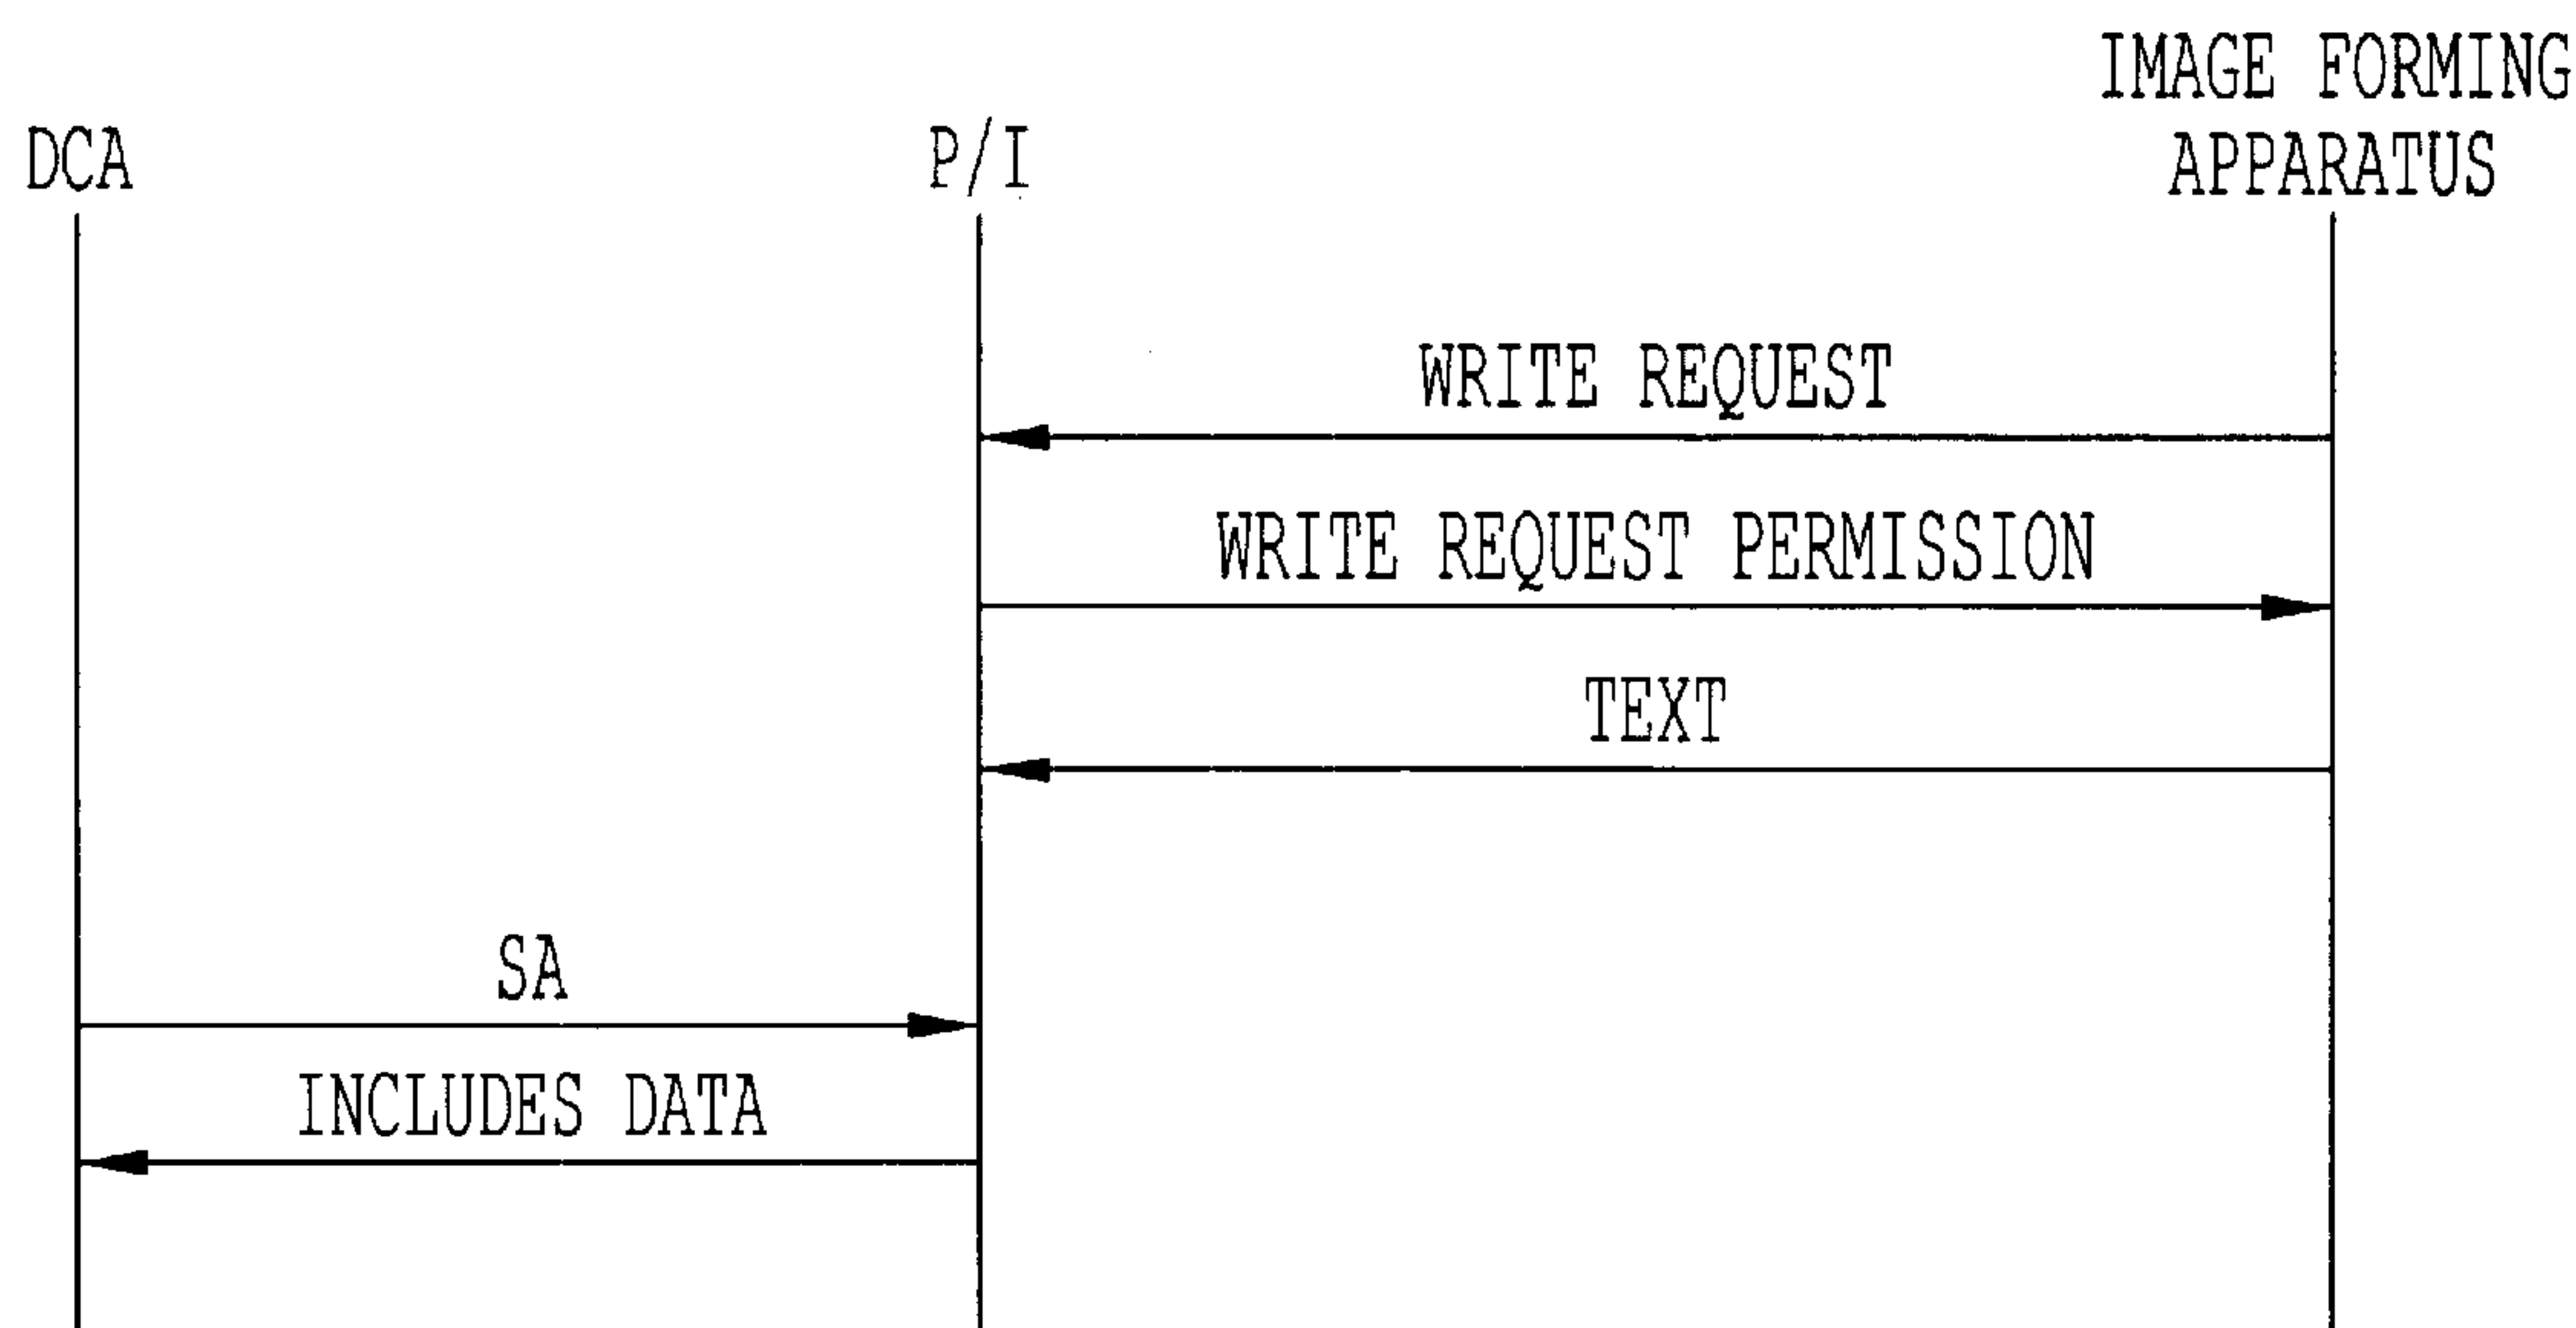 IMAGE FORMING
APPARATUS
DCA
P/I
WRITE REQUEST
WRITE REQUEST PERMISSION
TEXT
SA
INCLUDES DATA